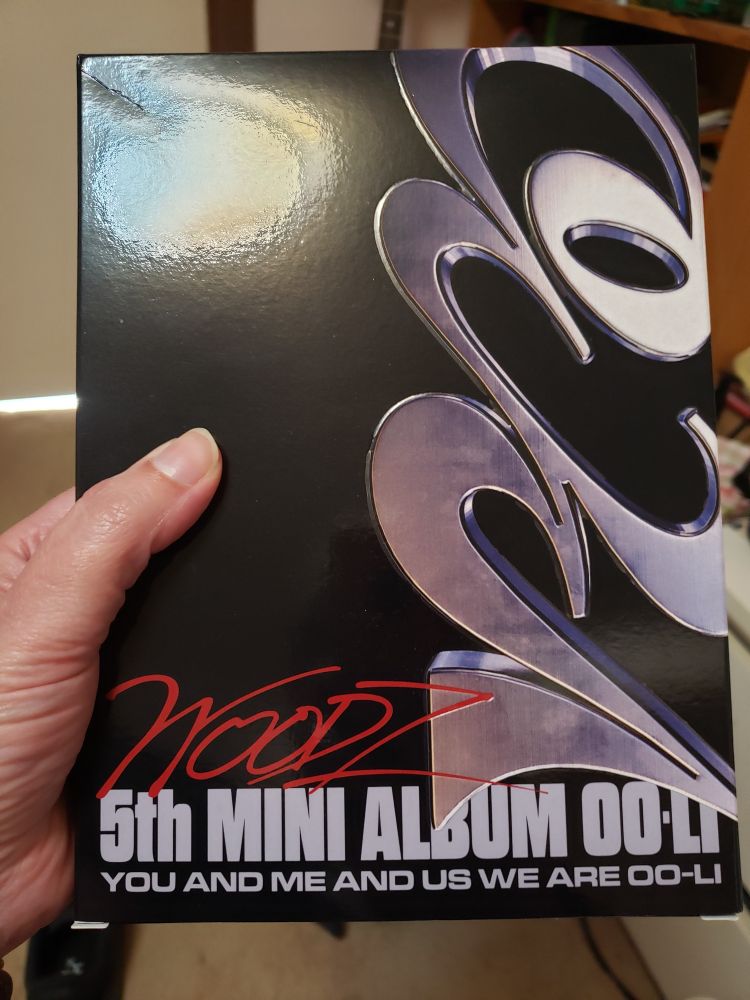 WOODZ
5th MINI ALBUM OO-LI
YOU AND ME AND US WE ARE OO-LI